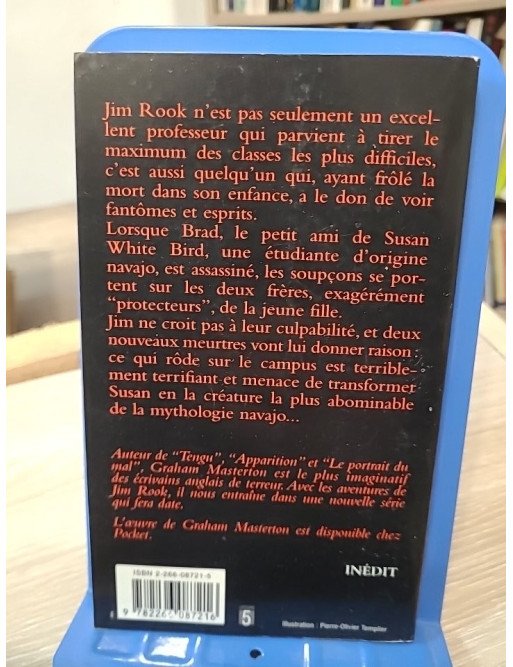 Jim Rook n'est pas seulement un excel-
lent professeur qui parvient à tirer le
maximum des classes les plus difficiles,
c'est aussi quelqu'un qui, ayant frôlé la
mort dans son enfance, a le don de voir
fantômes et esprits.
Lorsque Brad, le petit ami de Susan
White Bird, une étudiante d'origine
navajo, est assassiné, les soupçons se por-
tent sur les deux frères, exagérément
"protecteurs", de la jeune fille.
Jim ne croit pas à leur culpabilité, et deux
nouveaux meurtres vont lui donner raison :
ce qui rôde sur le campus est terrible-
ment terrifiant et menace de transformer
Susan en la créature la plus abominable
de la mythologie navajo...
Auteur de "Tengu", "Apparition" et "Le portrait du
mal", Graham Masterton est le plus imaginatif
des écrivains anglais de terreur. Avec les aventures de
Jim Rook, il nous entraîne dans une nouvelle série
qui fera date.
L'œuvre de Graham Masterton est disponible chez
Pocket.
INÉDIT
ISBN 2-266-08721-5
9 782266 087216
5
Illustration : Pierre-Olivier Templier